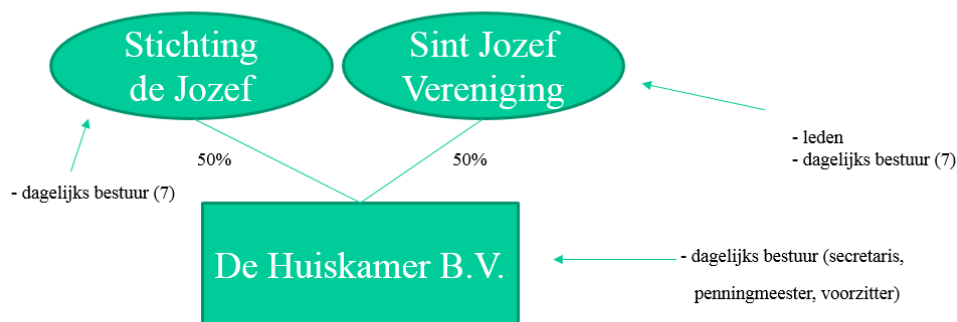 Stichting
de Jozef
Sint Jozef
Vereniging
- leden
- dagelijks bestuur (7)
50%
50%
- dagelijks bestuur (7)
De Huiskamer B.V.
- dagelijks bestuur (secretaris,
penningmeester, voorzitter)